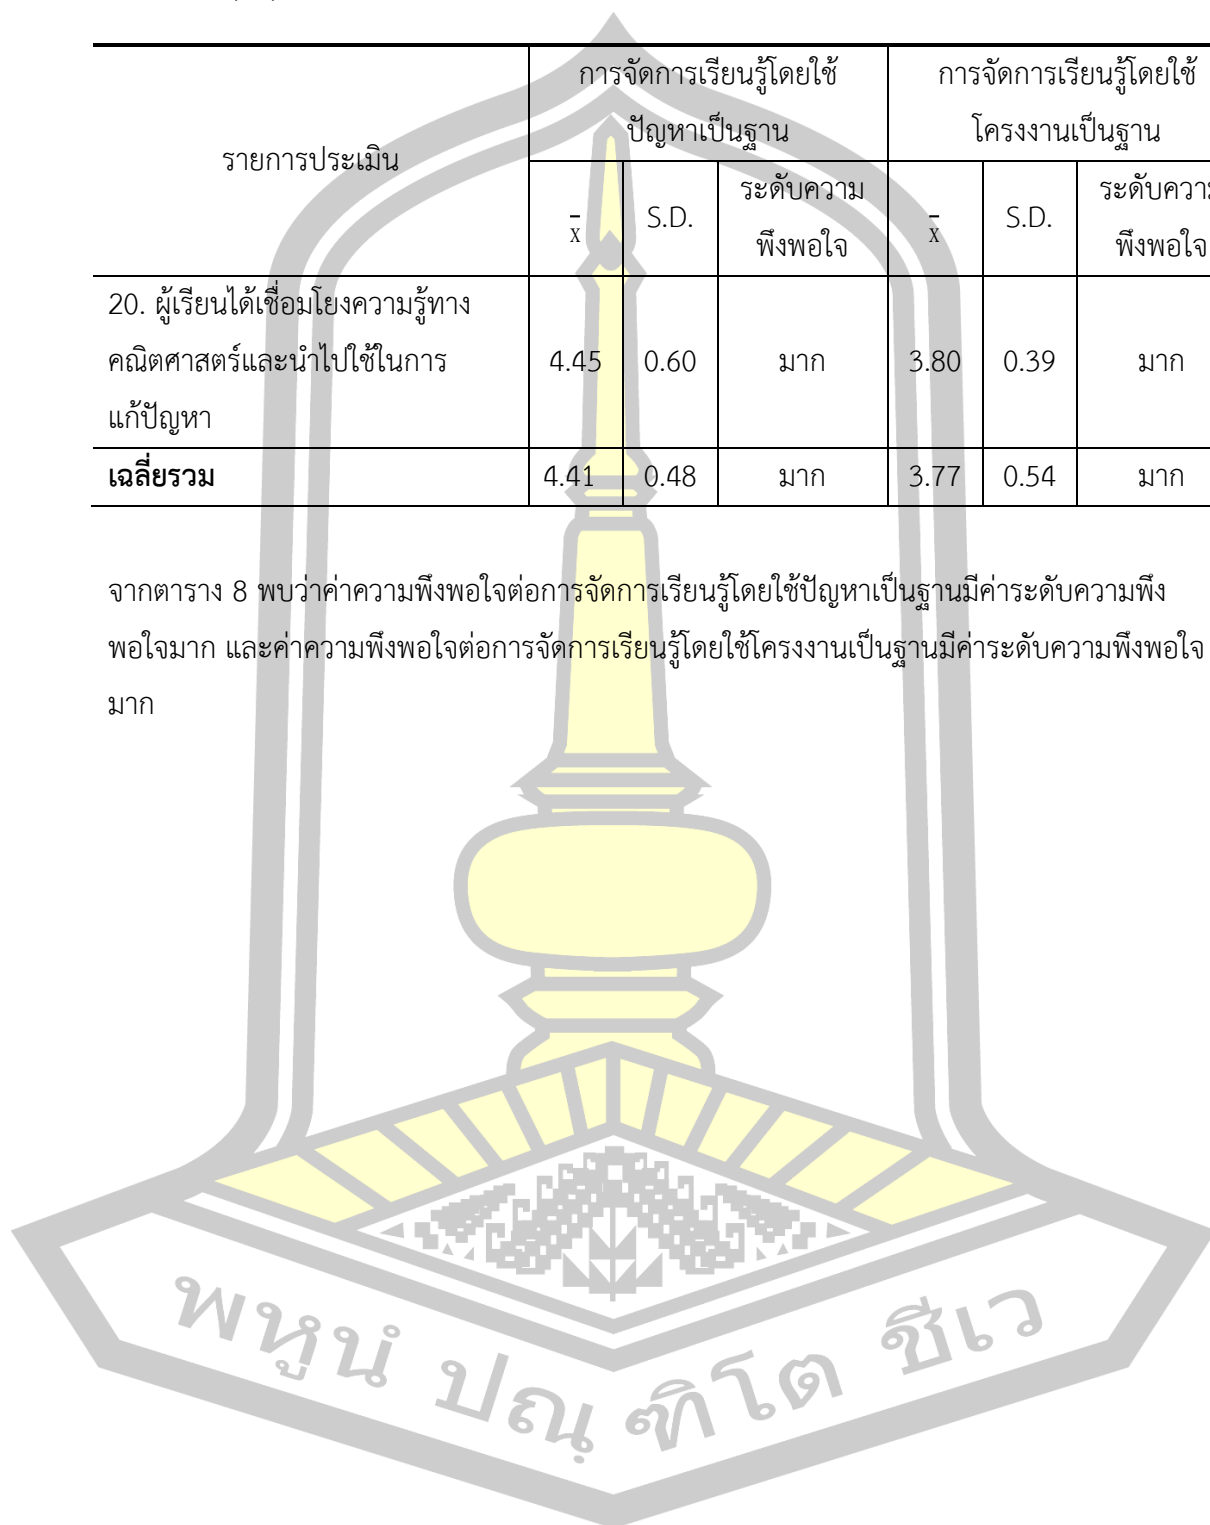 การจัดการเรียนรู้โดยใช้ การจัดการเรียนรู้โดยใช้
ปัญหาเป็นฐาน โครงงานเป็นฐาน
รายการประเมิน
x̄ S.D. ระดับความ x̄ S.D. ระดับความ
พึงพอใจ พึงพอใจ
20. ผู้เรียนได้เชื่อมโยงความรู้ทาง
คณิตศาสตร์และนำไปใช้ในการ 4.45 0.60 มาก 3.80 0.39 มาก
แก้ปัญหา
เฉลี่ยรวม 4.41 0.48 มาก 3.77 0.54 มาก
จากตาราง 8 พบว่าค่าความพึงพอใจต่อการจัดการเรียนรู้โดยใช้ปัญหาเป็นฐานมีค่าระดับความพึง
พอใจมาก และค่าความพึงพอใจต่อการจัดการเรียนรู้โดยใช้โครงงานเป็นฐานมีค่าระดับความพึงพอใจ
มาก
พหูนํ ปณฺฑิโต ชีเว